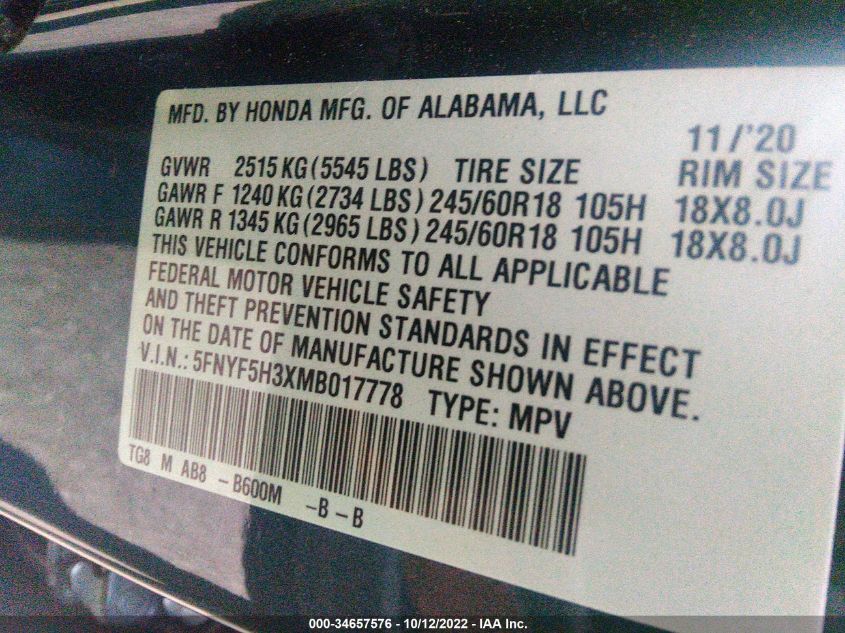 MFD. BY HONDA MFG. OF ALABAMA, LLC
11/'20
GVWR 2515 KG (5545 LBS) TIRE SIZE RIM SIZE
GAWR F 1240 KG (2734 LBS) 245/60R18 105H 18X8.0J
GAWR R 1345 KG (2965 LBS) 245/60R18 105H 18X8.0J
THIS VEHICLE CONFORMS TO ALL APPLICABLE
FEDERAL MOTOR VEHICLE SAFETY
AND THEFT PREVENTION STANDARDS IN EFFECT
ON THE DATE OF MANUFACTURE SHOWN ABOVE.
V.I.N.: 5FNYF5H3XMB017778 TYPE: MPV
TG8 M AB8 -B600M -B-B
000-34657576 - 10/12/2022 - IAA Inc.